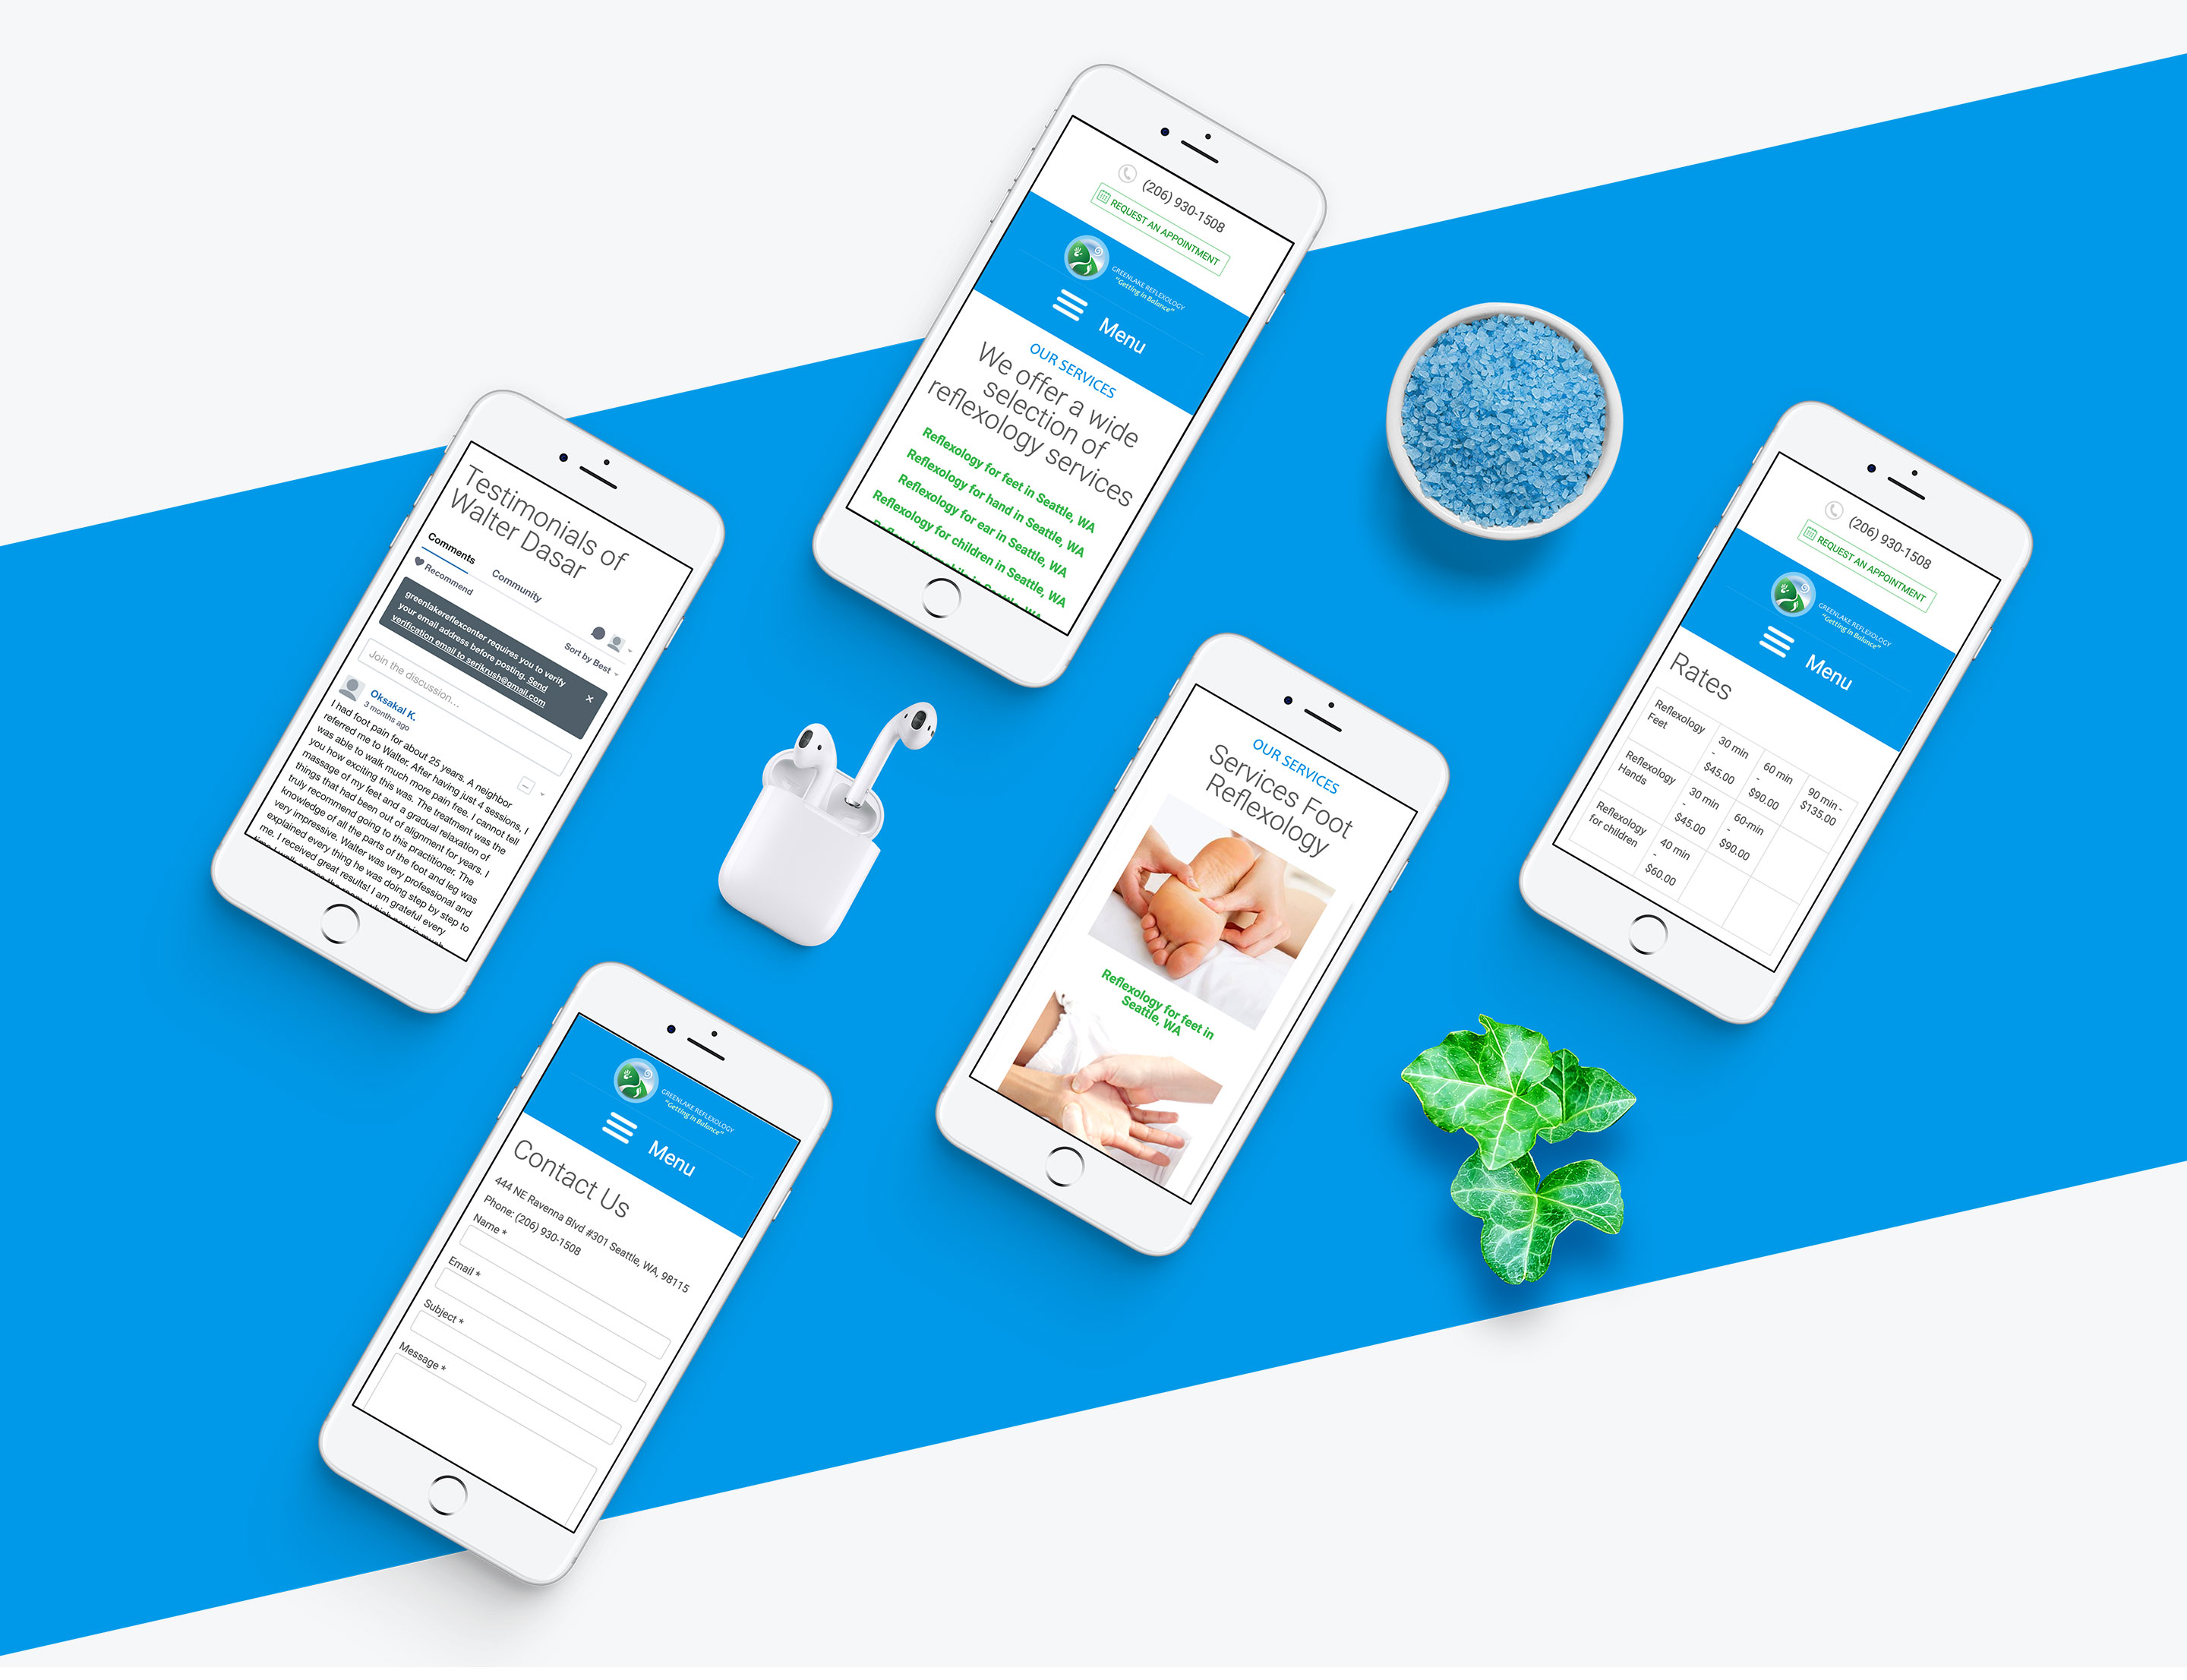 (206) 930-1508
REQUEST AN APPOINTMENT
GREENLAKE REFLEXOLOGY
"Getting in Balance"
Menu
OUR SERVICES
We offer a wide
selection of
reflexology services
Reflexology for feet in Seattle, WA
Reflexology for hand in Seattle, WA
Reflexology for ear in Seattle, WA
Reflexology for children in Seattle, WA
Testimonials of
Walter Dasar
Comments
Community
Recommend
Sort by Best
greenlakereflexcenter requires you to verify
your email address before posting. Send
verification email to serikrush@gmail.com
×
Join the discussion...
Oksakal K.
3 months ago
I had foot pain for about 25 years. A neighbor
referred me to Walter. After having just 4 sessions, I
was able to walk much more pain free. I cannot tell
you how exciting this was. The treatment was the
massage of my feet and a gradual relaxation of
things that had been out of alignment for years. I
truly recommend going to this practitioner. The
knowledge of all the parts of the foot and leg was
very impressive. Walter was very professional and
explained every thing he was doing step by step to
me. I received great results! I am grateful every
(206) 930-1508
REQUEST AN APPOINTMENT
GREENLAKE REFLEXOLOGY
"Getting in Balance"
Menu
Rates
Reflexology Feet
30 min - $45.00
60 min - $90.00
90 min - $135.00
Reflexology Hands
30 min - $45.00
60-min - $90.00
Reflexology for children
40 min - $60.00
OUR SERVICES
Services Foot
Reflexology
Reflexology for feet in
Seattle, WA
GREENLAKE REFLEXOLOGY
"Getting in Balance"
Menu
Contact Us
444 NE Ravenna Blvd #301 Seattle, WA, 98115
Phone: (206) 930-1508
Name *
Email *
Subject *
Message *